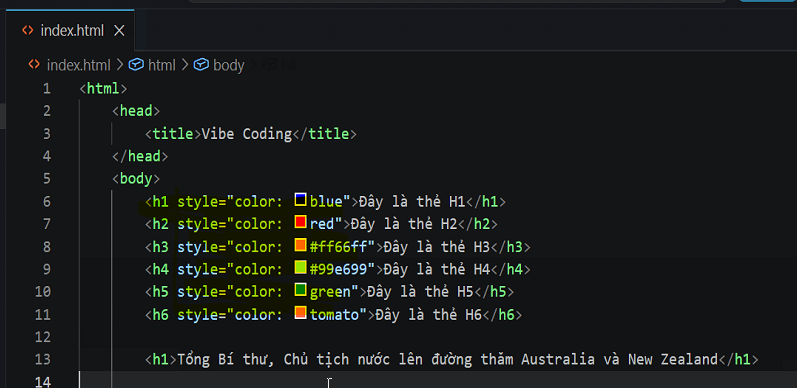 index.html
index.html > html > body
1 <html>
2 <head>
3 <title>Vibe Coding</title>
4 </head>
5 <body>
6 <h1 style="color: blue">Đây là thẻ H1</h1>
7 <h2 style="color: red">Đây là thẻ H2</h2>
8 <h3 style="color: #ff66ff">Đây là thẻ H3</h3>
9 <h4 style="color: #99e699">Đây là thẻ H4</h4>
10 <h5 style="color: green">Đây là thẻ H5</h5>
11 <h6 style="color: tomato">Đây là thẻ H6</h6>
12
13 <h1>Tổng Bí thư, Chủ tịch nước lên đường thăm Australia và New Zealand</h1>
14